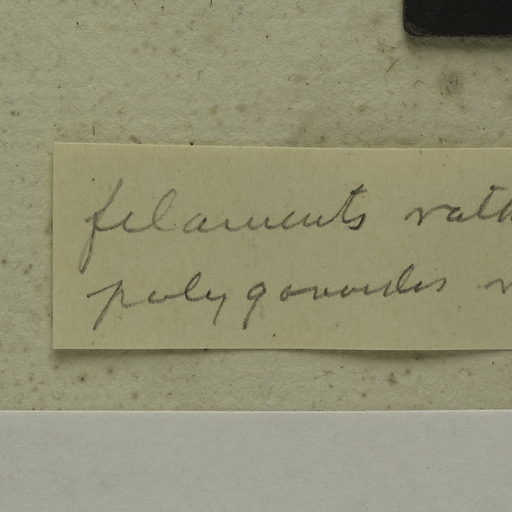 filaments rath
polygonoides